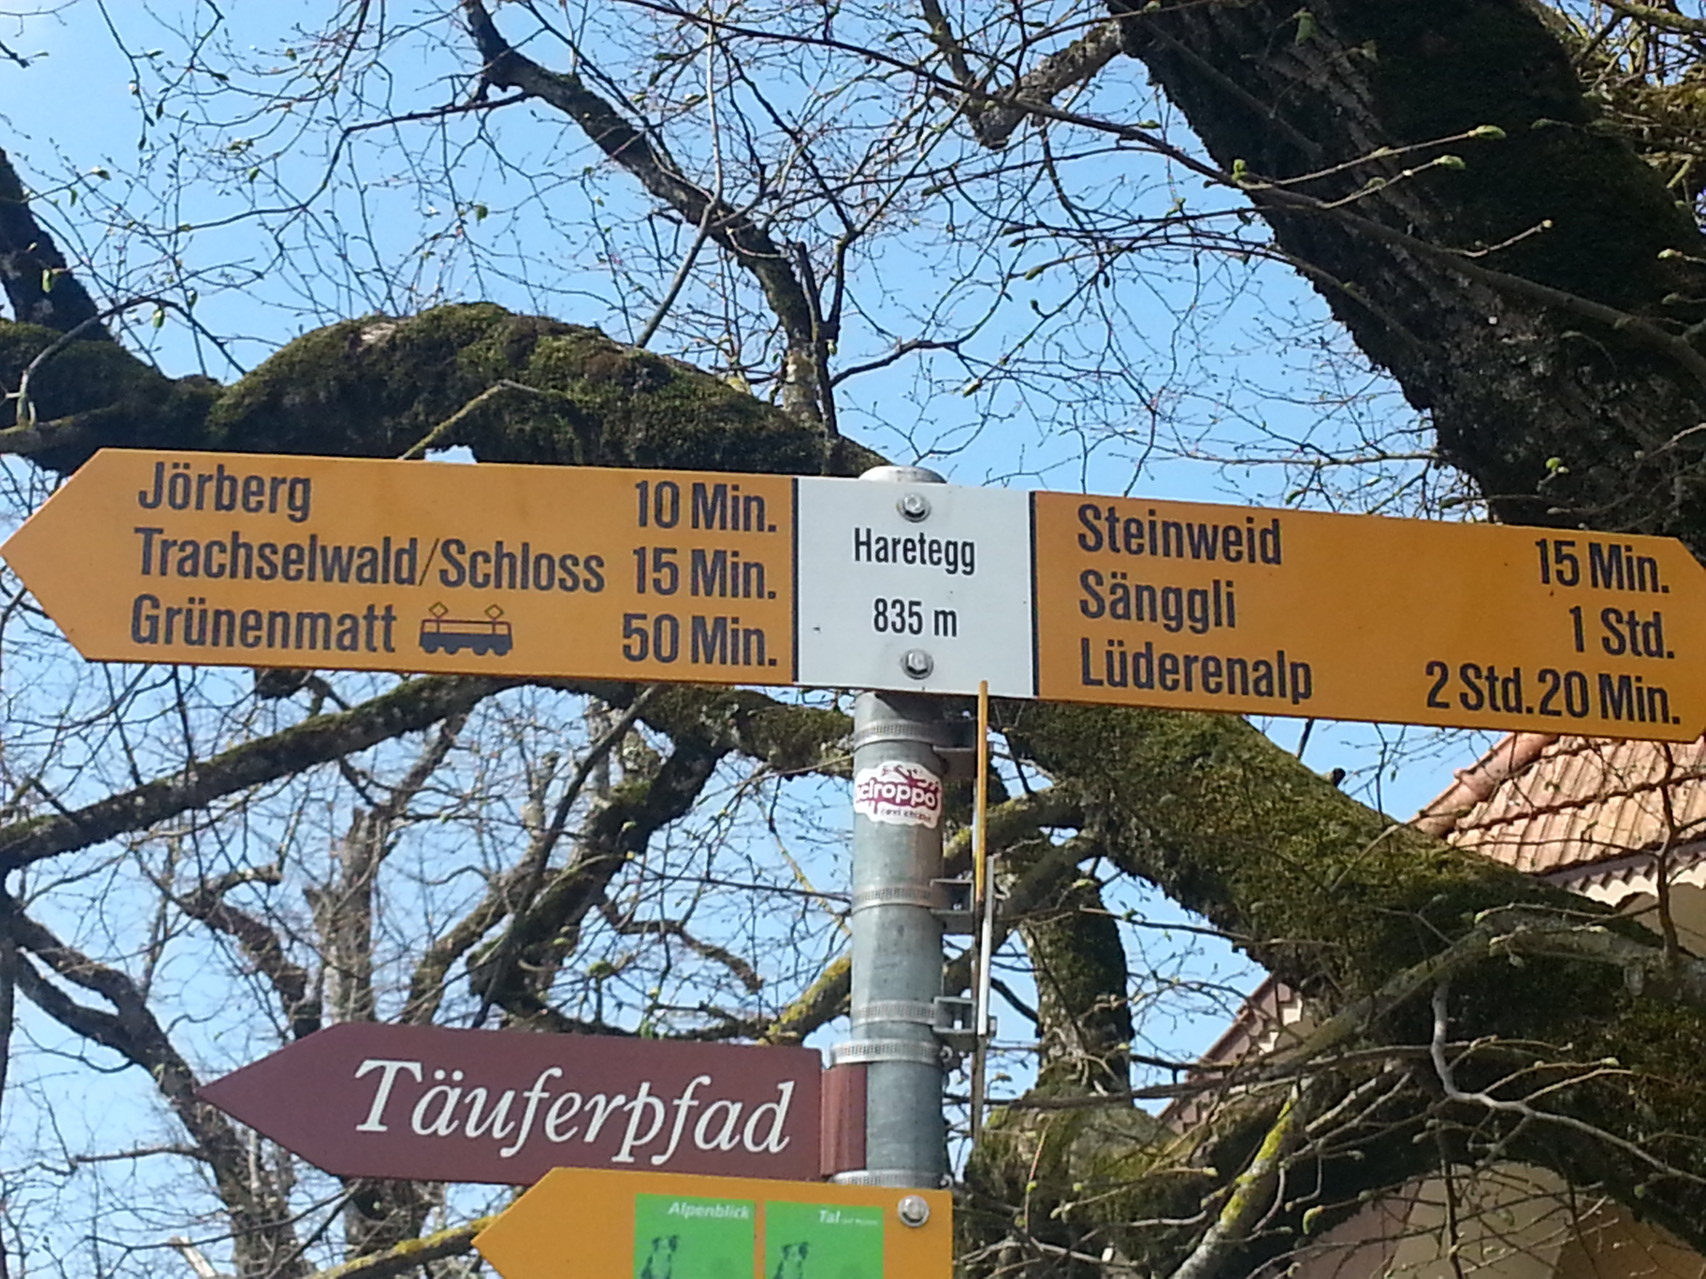 Jörberg 10 Min.
Trachselwald/Schloss 15 Min.
Grünenmatt 50 Min.
Haretegg
835 m
Steinweid 15 Min.
Sänggli 1 Std.
Lüderenalp 2 Std.20 Min.
Täuferpfad
Alpenblick
Tal